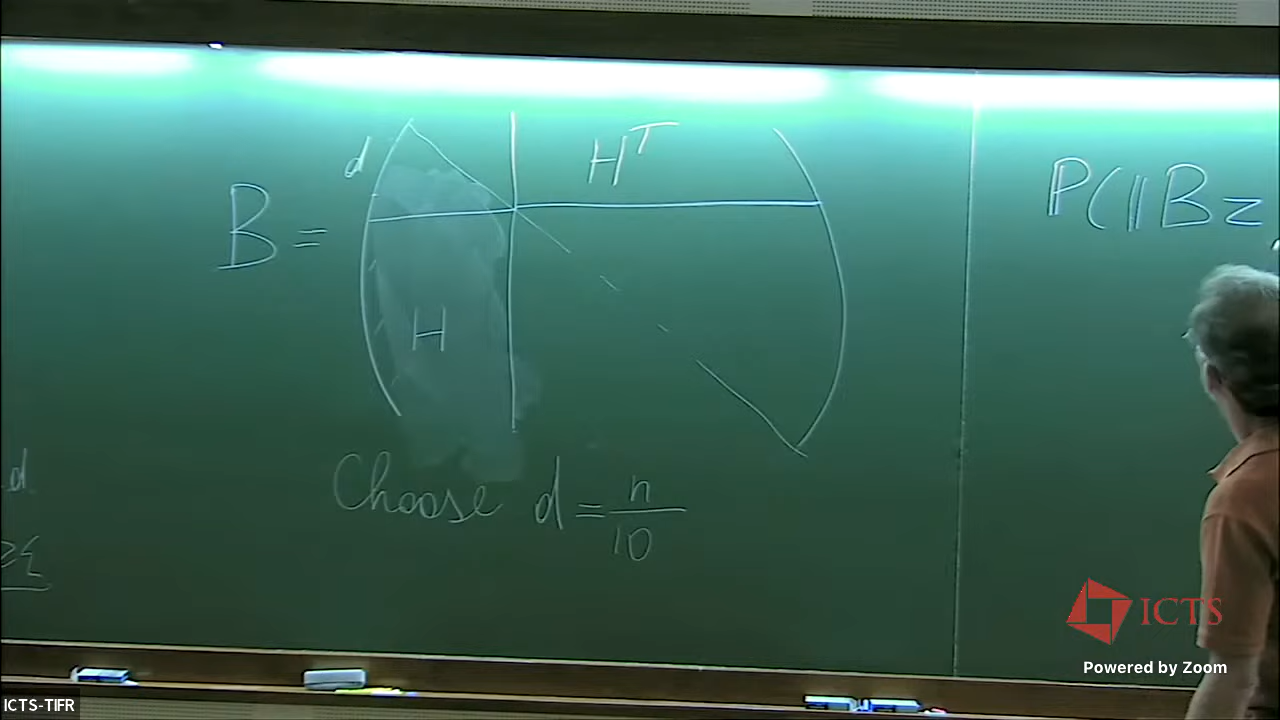 d
H^T
B =
H
Choose d = n/10
P(||Bz
d
≥ε
ICTS
Powered by Zoom
ICTS-TIFR